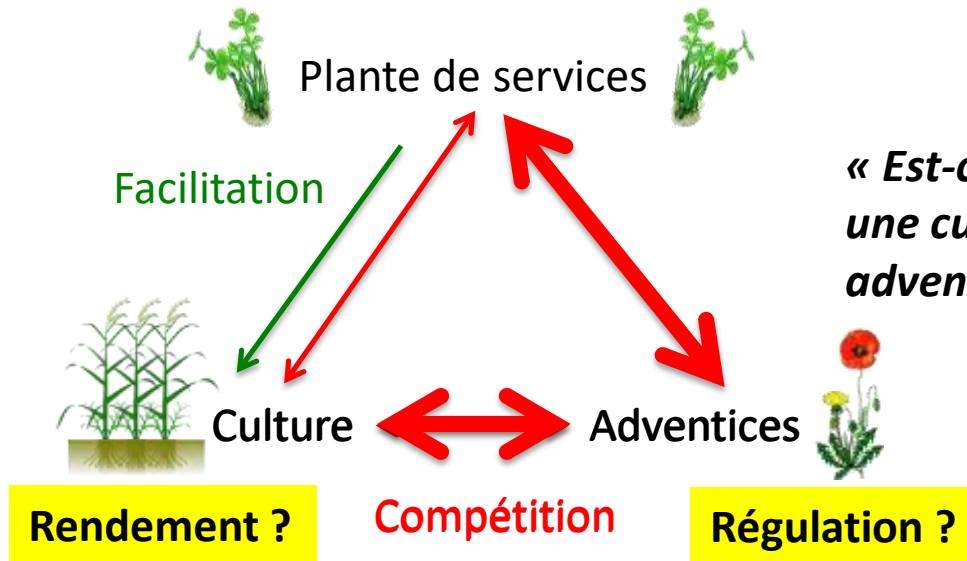 Plante de services
Facilitation
« Est-c
une cu
adven
Culture
Adventices
Rendement ?
Compétition
Régulation ?